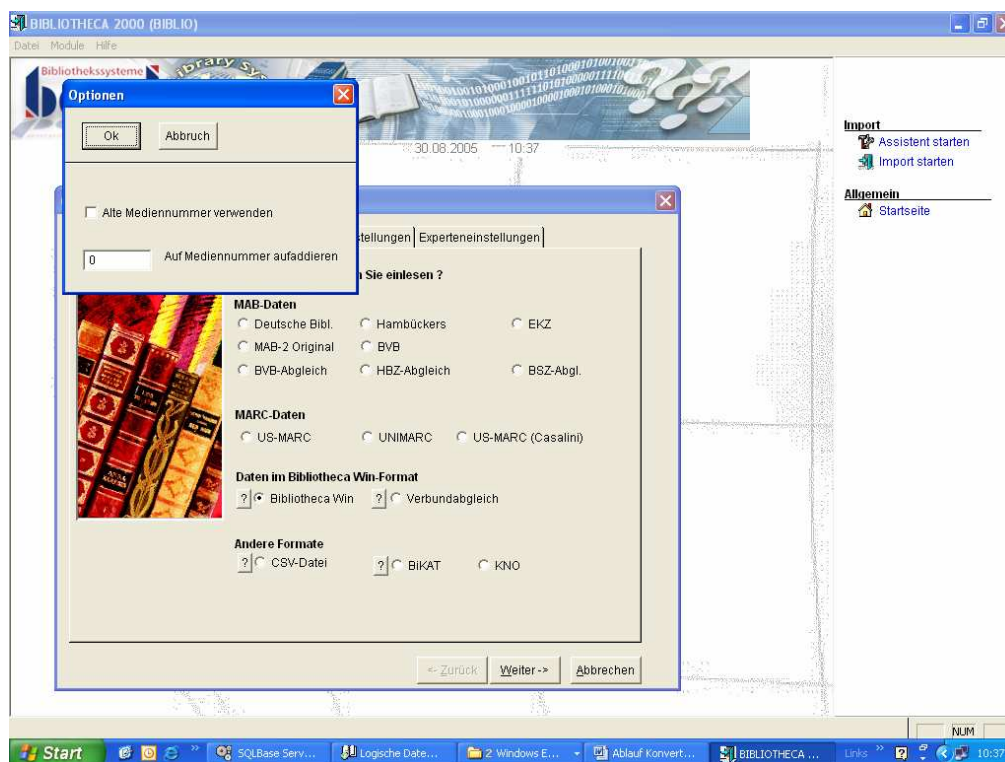 BIBLIOTHECA 2000 (BIBLIO)
Datei Module Hilfe
Bibliothekssysteme
brary Sy
Optionen
Ok Abbruch
30.08.2005 10:37
Import
Assistent starten
Import starten
Allgemein
Startseite
Alte Mediennummer verwenden
0 Auf Mediennummer aufaddieren
stellungen Experteneinstellungen
Sie einlesen ?
MAB-Daten
Deutsche Bibl. Hambückers EKZ
MAB-2 Original BVB
BVB-Abgleich HBZ-Abgleich BSZ-Abgl.
MARC-Daten
US-MARC UNIMARC US-MARC (Casalini)
Daten im Bibliotheca Win-Format
? Bibliotheca Win ? Verbundabgleich
Andere Formate
? CSV-Datei ? BiKAT KNO
<- Zurück Weiter -> Abbrechen
NUM
Start SQLBase Serv... Logische Date... 2 Windows E... Ablauf Konvert... BIBLIOTHECA ... Links 10:37